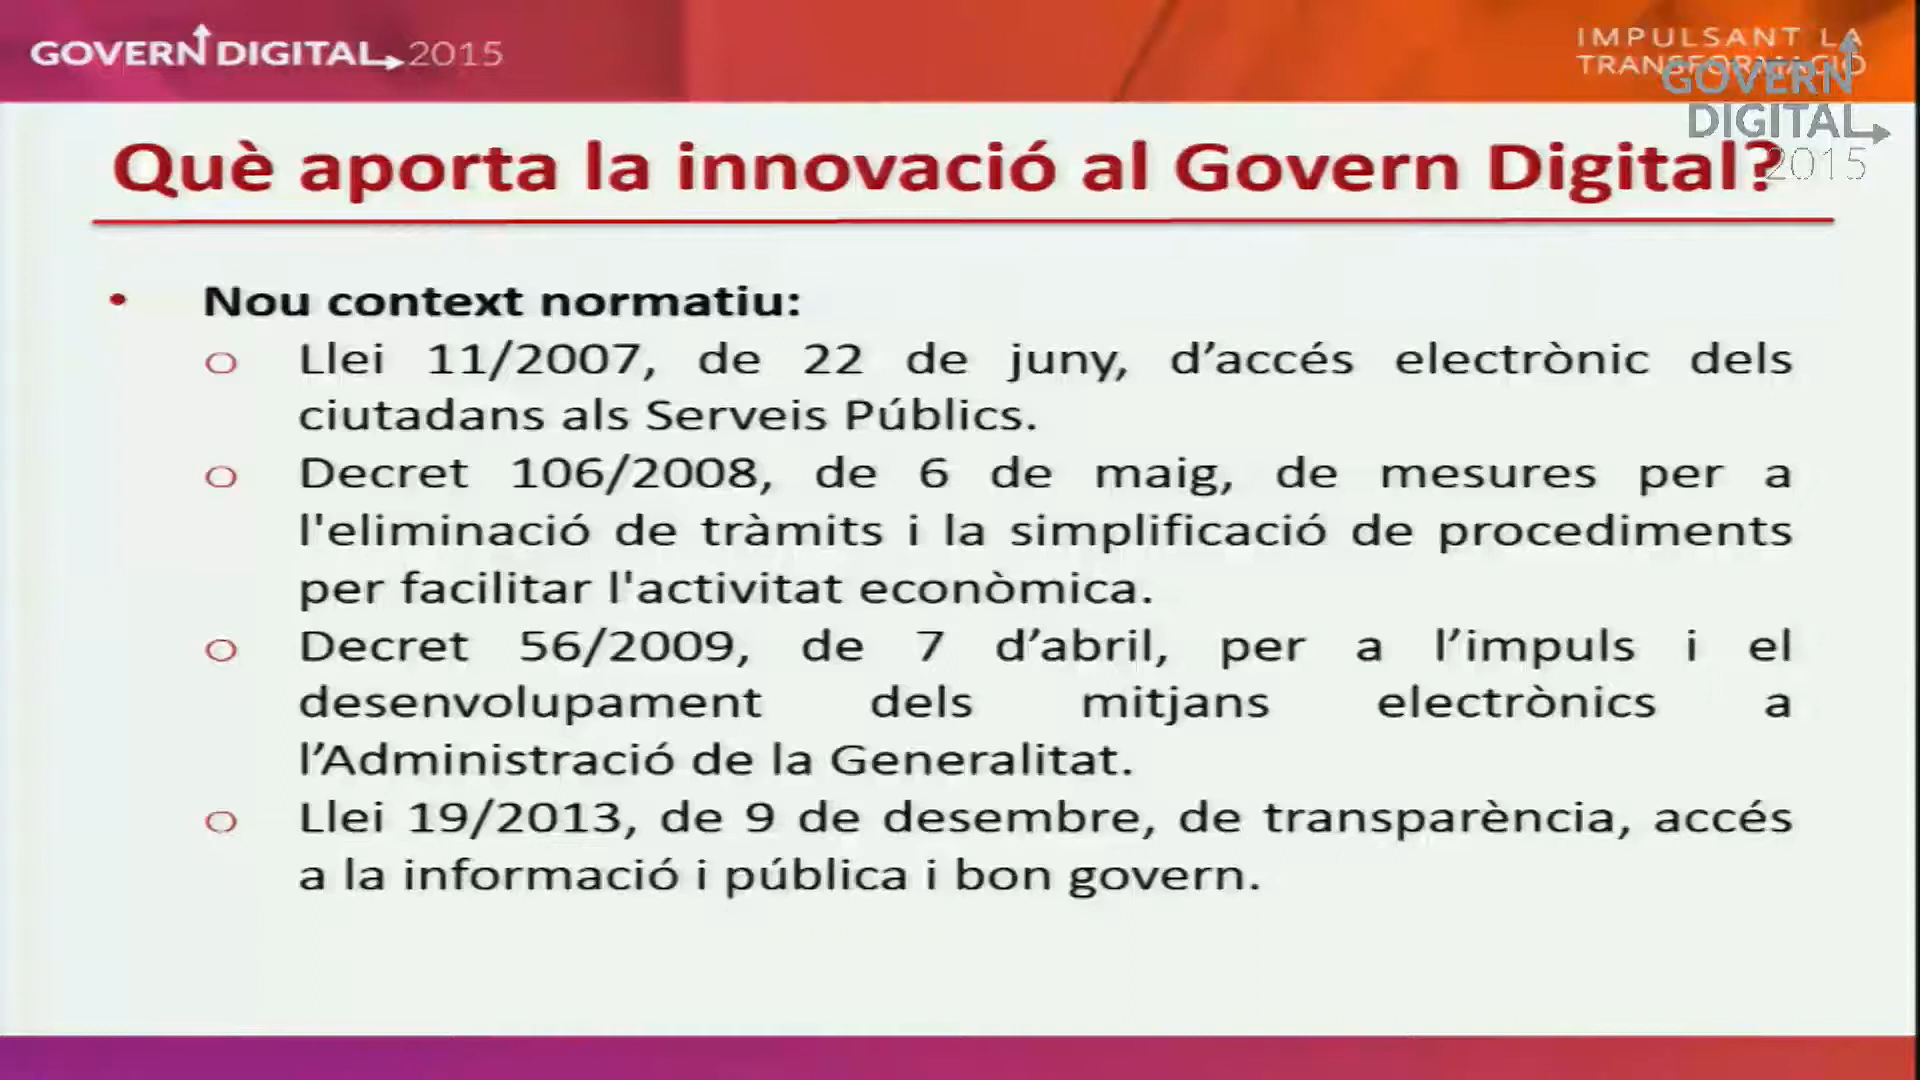 GOVERN DIGITAL 2015
IMPULSANT LA
TRANSFORMACIÓ
GOVERN
DIGITAL
2015
Què aporta la innovació al Govern Digital?
• Nou context normatiu:
o Llei 11/2007, de 22 de juny, d’accés electrònic dels
ciutadans als Serveis Públics.
o Decret 106/2008, de 6 de maig, de mesures per a
l'eliminació de tràmits i la simplificació de procediments
per facilitar l'activitat econòmica.
o Decret 56/2009, de 7 d’abril, per a l’impuls i el
desenvolupament dels mitjans electrònics a
l’Administració de la Generalitat.
o Llei 19/2013, de 9 de desembre, de transparència, accés
a la informació i pública i bon govern.